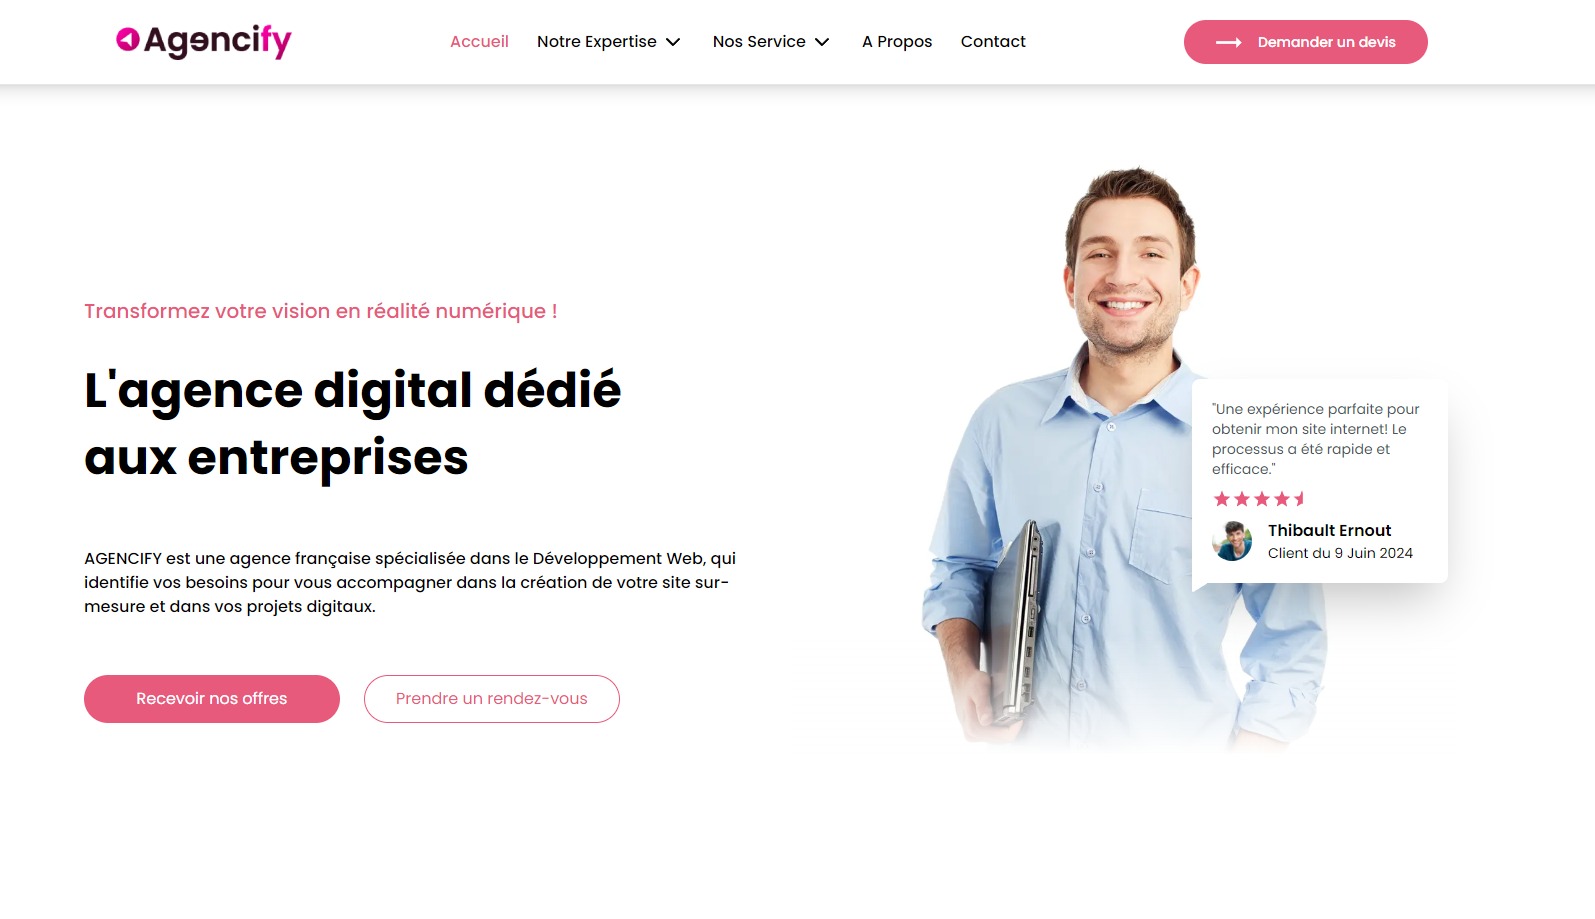 Agencify
Accueil
Notre Expertise
Nos Service
A Propos
Contact
Demander un devis
Transformez votre vision en réalité numérique !
L'agence digital dédié
aux entreprises
AGENCIFY est une agence française spécialisée dans le Développement Web, qui
identifie vos besoins pour vous accompagner dans la création de votre site sur-
mesure et dans vos projets digitaux.
Recevoir nos offres
Prendre un rendez-vous
"Une expérience parfaite pour
obtenir mon site internet! Le
processus a été rapide et
efficace."
Thibault Ernout
Client du 9 Juin 2024